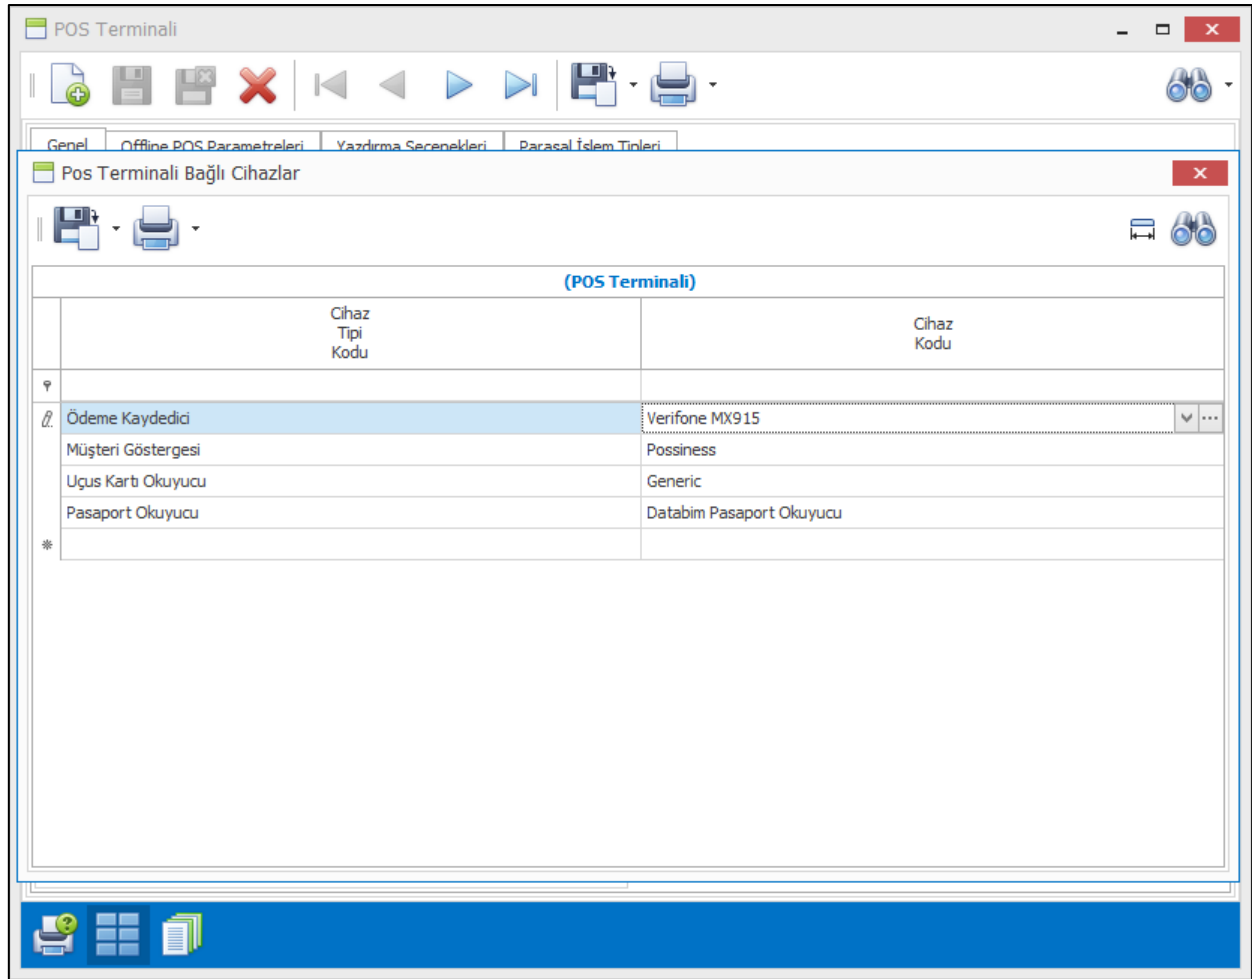 POS Terminali
Genel Offline POS Parametreleri Yazdırma Seçenekleri Parasal İşlem Tipleri
Pos Terminali Bağlı Cihazlar
(POS Terminali)
Cihaz
Tipi
Kodu
Cihaz
Kodu
Ödeme Kaydedici Verifone MX915
Müşteri Göstergesi Possiness
Uçus Kartı Okuyucu Generic
Pasaport Okuyucu Databim Pasaport Okuyucu